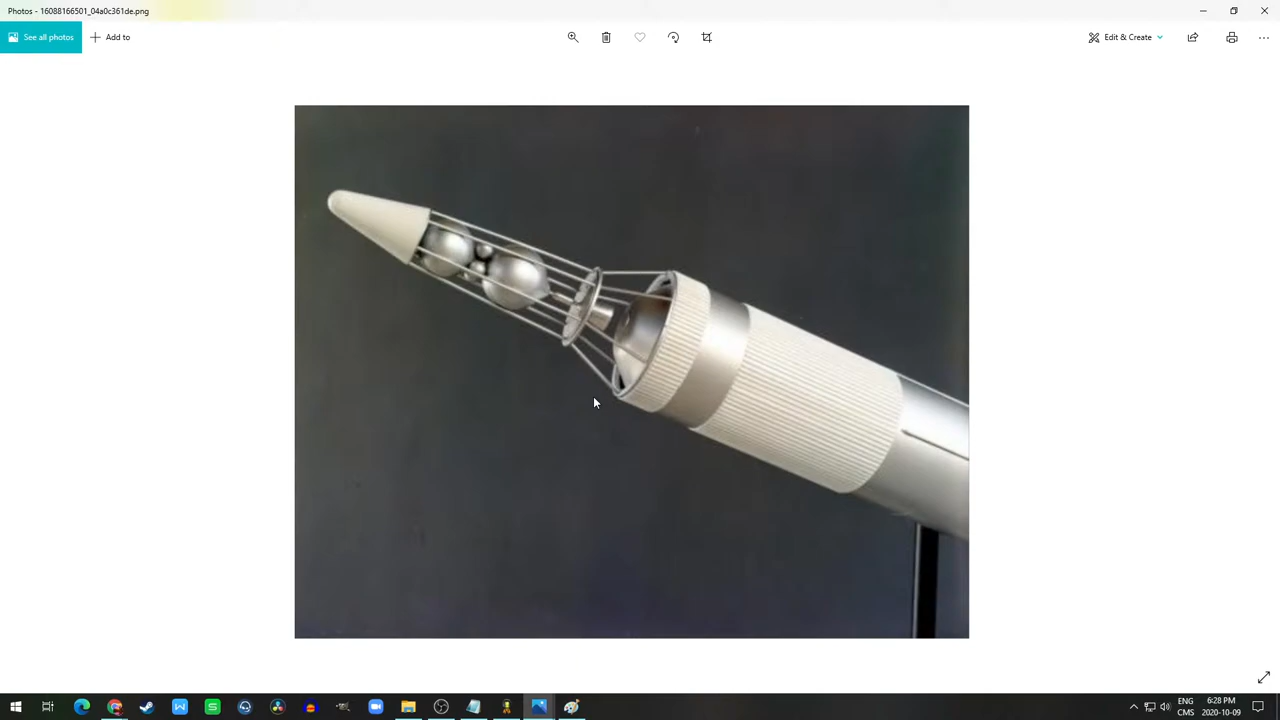 Photos - 16088166501_04a0c361de.png
See all photos
Add to
Edit & Create
ENG
CMS
6:28 PM
2020-10-09